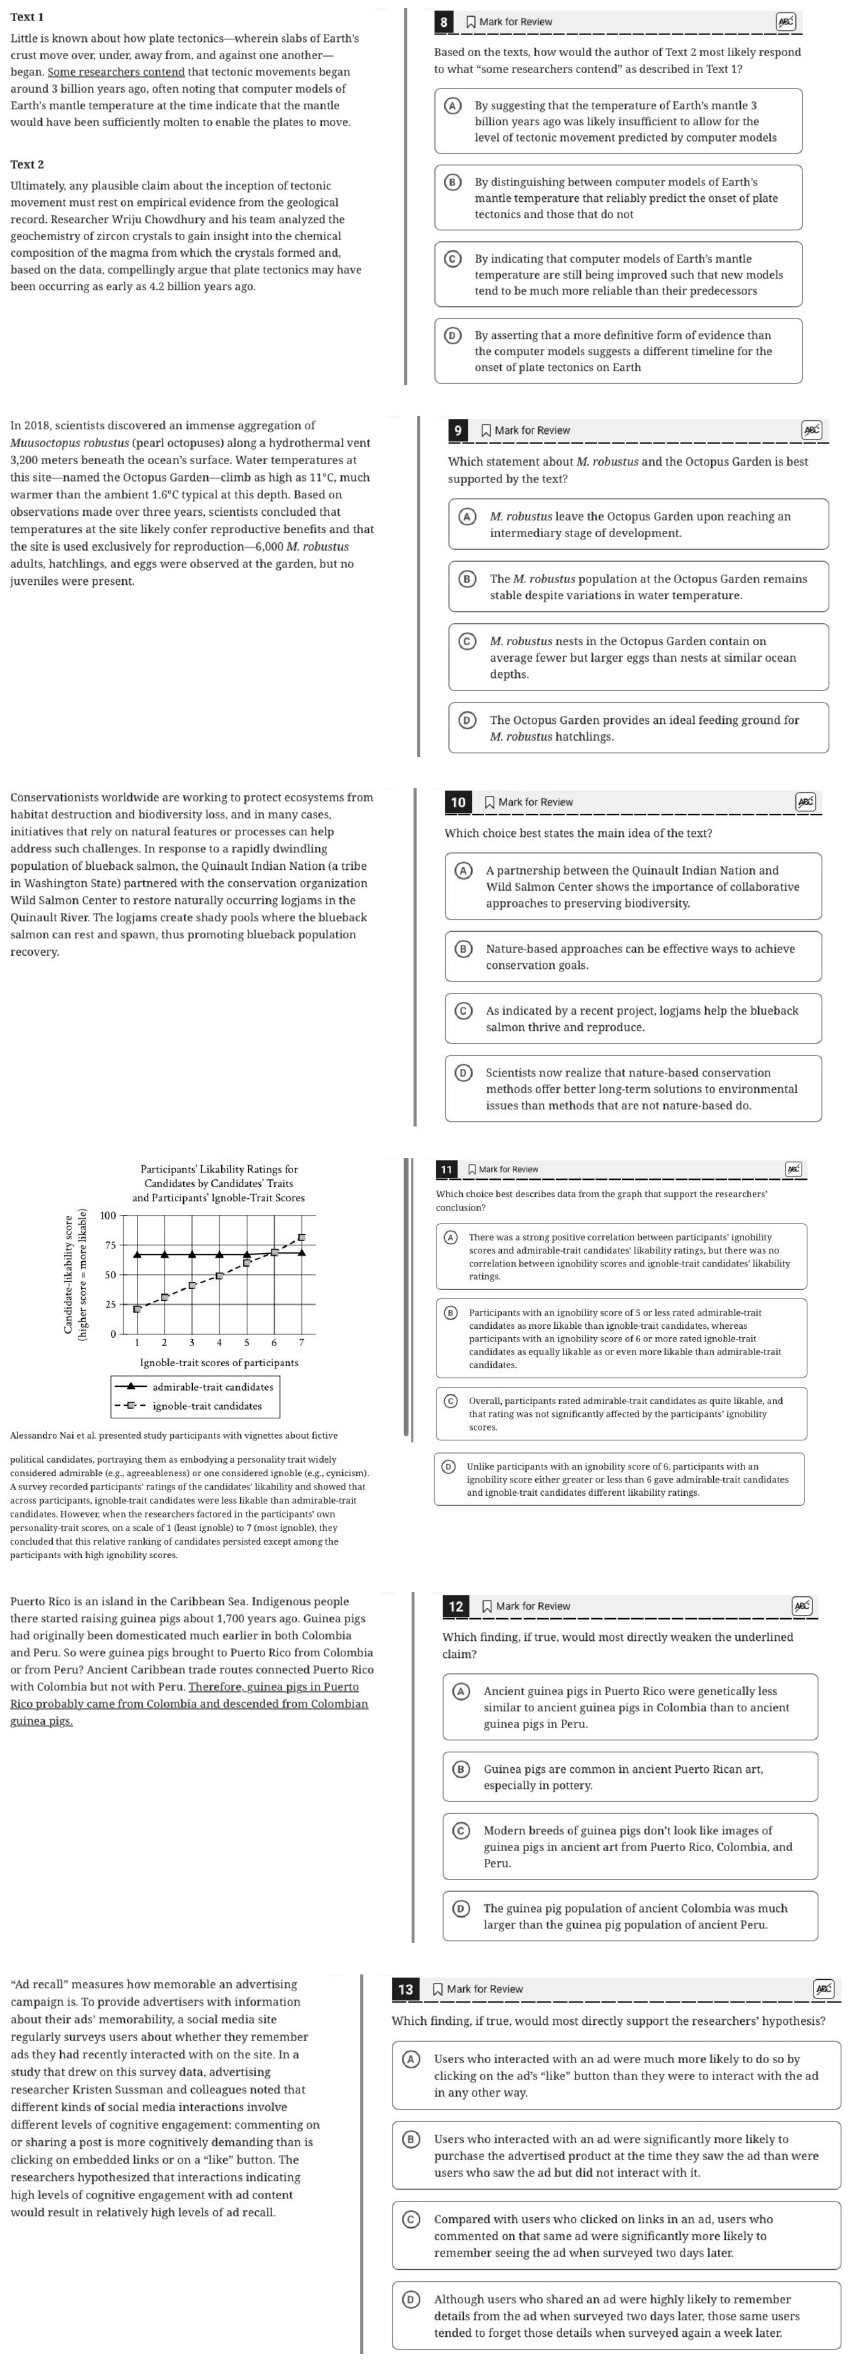 Text 1
Little is known about how plate tectonics—wherein slabs of Earth's
crust move over, under, away from, and against one another—
began. Some researchers contend that tectonic movements began
around 3 billion years ago, often noting that computer models of
Earth's mantle temperature at the time indicate that the mantle
would have been sufficiently molten to enable the plates to move.
Text 2
Ultimately, any plausible claim about the inception of tectonic
movement must rest on empirical evidence from the geological
record. Researcher Wriju Chowdhury and his team analyzed the
geochemistry of zircon crystals to gain insight into the chemical
composition of the magma from which the crystals formed and,
based on the data, compellingly argue that plate tectonics may have
been occurring as early as 4.2 billion years ago.
8 Mark for Review ABC
Based on the texts, how would the author of Text 2 most likely respond
to what "some researchers contend" as described in Text 1?
A By suggesting that the temperature of Earth's mantle 3
billion years ago was likely insufficient to allow for the
level of tectonic movement predicted by computer models
B By distinguishing between computer models of Earth's
mantle temperature that reliably predict the onset of plate
tectonics and those that do not
C By indicating that computer models of Earth's mantle
temperature are still being improved such that new models
tend to be much more reliable than their predecessors
D By asserting that a more definitive form of evidence than
the computer models suggests a different timeline for the
onset of plate tectonics on Earth
In 2018, scientists discovered an immense aggregation of
Muusoctopus robustus (pearl octopuses) along a hydrothermal vent
3,200 meters beneath the ocean's surface. Water temperatures at
this site—named the Octopus Garden—climb as high as 11°C, much
warmer than the ambient 1.6°C typical at this depth. Based on
observations made over three years, scientists concluded that
temperatures at the site likely confer reproductive benefits and that
the site is used exclusively for reproduction—6,000 M. robustus
adults, hatchlings, and eggs were observed at the garden, but no
juveniles were present.
9 Mark for Review ABC
Which statement about M. robustus and the Octopus Garden is best
supported by the text?
A M. robustus leave the Octopus Garden upon reaching an
intermediary stage of development.
B The M. robustus population at the Octopus Garden remains
stable despite variations in water temperature.
C M. robustus nests in the Octopus Garden contain on
average fewer but larger eggs than nests at similar ocean
depths.
D The Octopus Garden provides an ideal feeding ground for
M. robustus hatchlings.
Conservationists worldwide are working to protect ecosystems from
habitat destruction and biodiversity loss, and in many cases,
initiatives that rely on natural features or processes can help
address such challenges. In response to a rapidly dwindling
population of blueback salmon, the Quinault Indian Nation (a tribe
in Washington State) partnered with the conservation organization
Wild Salmon Center to restore naturally occurring logjams in the
Quinault River. The logjams create shady pools where the blueback
salmon can rest and spawn, thus promoting blueback population
recovery.
10 Mark for Review ABC
Which choice best states the main idea of the text?
A A partnership between the Quinault Indian Nation and
Wild Salmon Center shows the importance of collaborative
approaches to preserving biodiversity.
B Nature-based approaches can be effective ways to achieve
conservation goals.
C As indicated by a recent project, logjams help the blueback
salmon thrive and reproduce.
D Scientists now realize that nature-based conservation
methods offer better long-term solutions to environmental
issues than methods that are not nature-based do.
Participants' Likability Ratings for
Candidates by Candidates' Traits
and Participants' Ignoble-Trait Scores
Candidate-likability score
(higher score = more likable)
100
75
50
25
0
1 2 3 4 5 6 7
Ignoble-trait scores of participants
admirable-trait candidates
ignoble-trait candidates
Alessandro Nai et al. presented study participants with vignettes about fictive
political candidates, portraying them as embodying a personality trait widely
considered admirable (e.g., agreeableness) or one considered ignoble (e.g., cynicism).
A survey recorded participants' ratings of the candidates' likability and showed that
across participants, ignoble-trait candidates were less likable than admirable-trait
candidates. However, when the researchers factored in the participants' own
personality-trait scores, on a scale of 1 (least ignoble) to 7 (most ignoble), they
concluded that this relative ranking of candidates persisted except among the
participants with high ignobility scores.
11 Mark for Review ABC
Which choice best describes data from the graph that support the researchers'
conclusion?
A There was a strong positive correlation between participants' ignobility
scores and admirable-trait candidates' likability ratings, but there was no
correlation between ignobility scores and ignoble-trait candidates' likability
ratings.
B Participants with an ignobility score of 5 or less rated admirable-trait
candidates as more likable than ignoble-trait candidates, whereas
participants with an ignobility score of 6 or more rated ignoble-trait
candidates as equally likable as or even more likable than admirable-trait
candidates.
C Overall, participants rated admirable-trait candidates as quite likable, and
that rating was not significantly affected by the participants' ignobility
scores.
D Unlike participants with an ignobility score of 6, participants with an
ignobility score either greater or less than 6 gave admirable-trait candidates
and ignoble-trait candidates different likability ratings.
Puerto Rico is an island in the Caribbean Sea. Indigenous people
there started raising guinea pigs about 1,700 years ago. Guinea pigs
had originally been domesticated much earlier in both Colombia
and Peru. So were guinea pigs brought to Puerto Rico from Colombia
or from Peru? Ancient Caribbean trade routes connected Puerto Rico
with Colombia but not with Peru. Therefore, guinea pigs in Puerto
Rico probably came from Colombia and descended from Colombian
guinea pigs.
12 Mark for Review ABC
Which finding, if true, would most directly weaken the underlined
claim?
A Ancient guinea pigs in Puerto Rico were genetically less
similar to ancient guinea pigs in Colombia than to ancient
guinea pigs in Peru.
B Guinea pigs are common in ancient Puerto Rican art,
especially in pottery.
C Modern breeds of guinea pigs don't look like images of
guinea pigs in ancient art from Puerto Rico, Colombia, and
Peru.
D The guinea pig population of ancient Colombia was much
larger than the guinea pig population of ancient Peru.
"Ad recall" measures how memorable an advertising
campaign is. To provide advertisers with information
about their ads' memorability, a social media site
regularly surveys users about whether they remember
ads they had recently interacted with on the site. In a
study that drew on this survey data, advertising
researcher Kristen Sussman and colleagues noted that
different kinds of social media interactions involve
different levels of cognitive engagement: commenting on
or sharing a post is more cognitively demanding than is
clicking on embedded links or on a "like" button. The
researchers hypothesized that interactions indicating
high levels of cognitive engagement with ad content
would result in relatively high levels of ad recall.
13 Mark for Review ABC
Which finding, if true, would most directly support the researchers' hypothesis?
A Users who interacted with an ad were much more likely to do so by
clicking on the ad's "like" button than they were to interact with the ad
in any other way.
B Users who interacted with an ad were significantly more likely to
purchase the advertised product at the time they saw the ad than were
users who saw the ad but did not interact with it.
C Compared with users who clicked on links in an ad, users who
commented on that same ad were significantly more likely to
remember seeing the ad when surveyed two days later.
D Although users who shared an ad were highly likely to remember
details from the ad when surveyed two days later, those same users
tended to forget those details when surveyed again a week later.